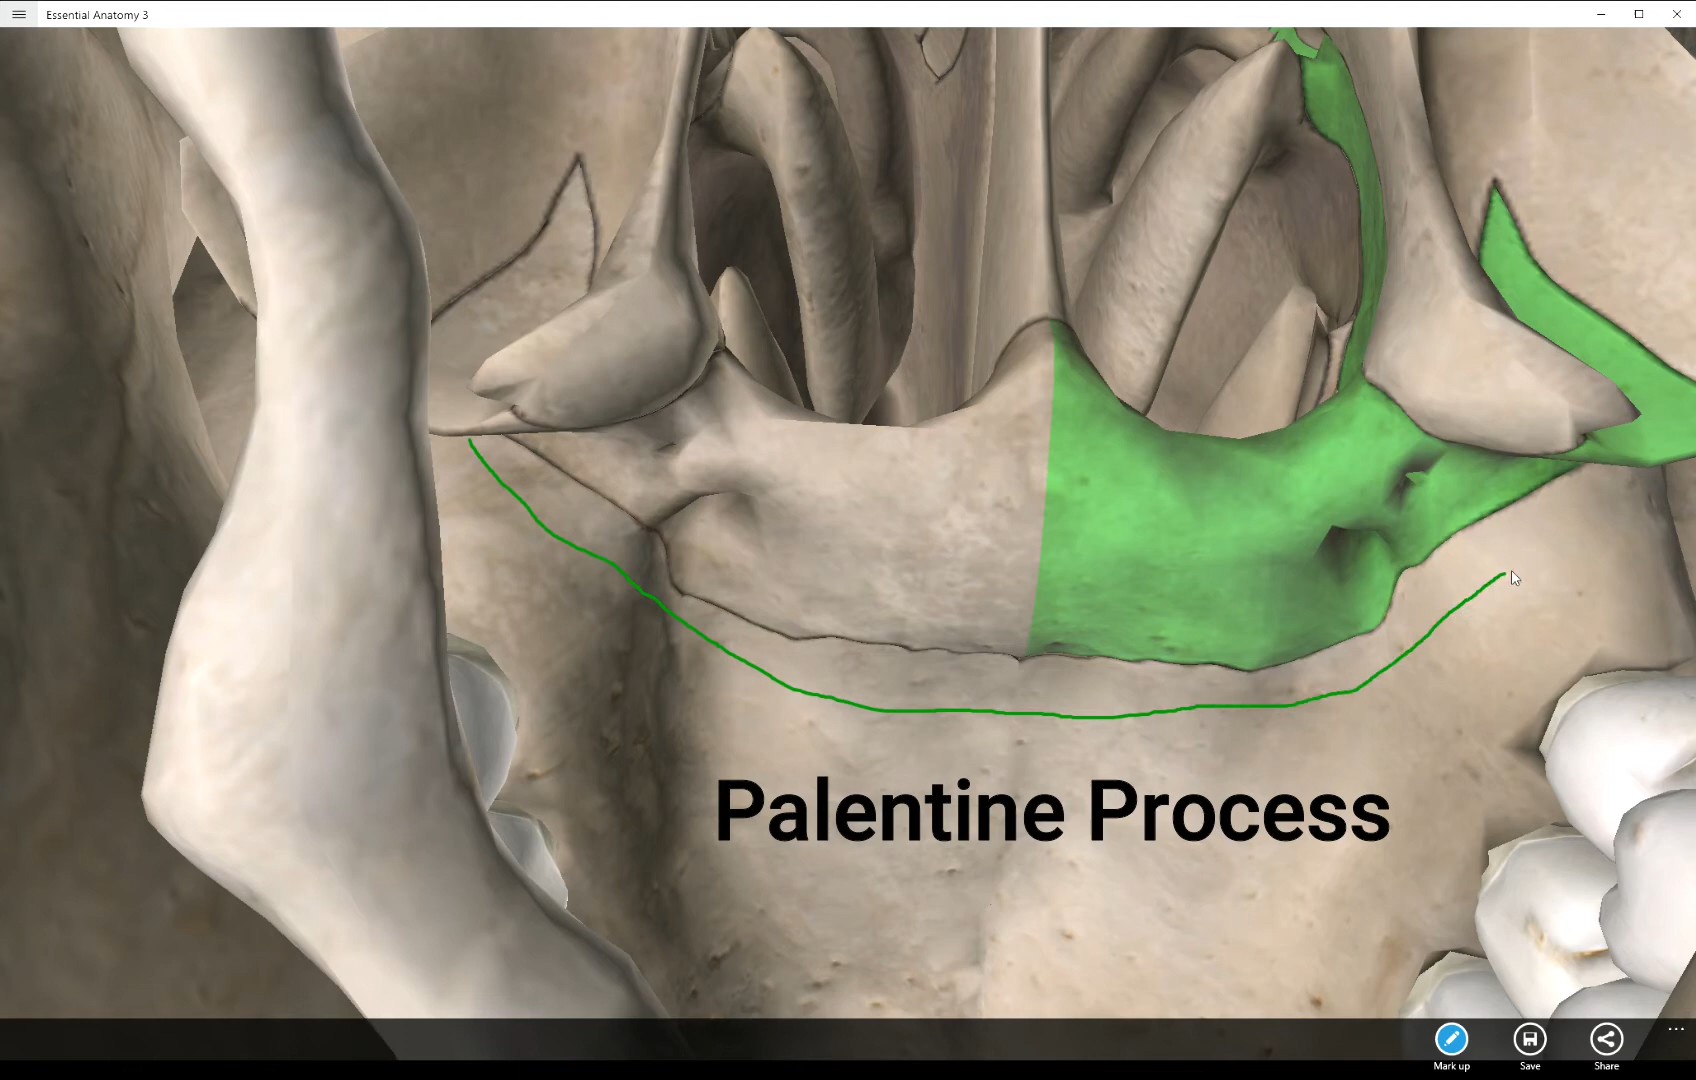 Essential Anatomy 3
Palentine Process
Mark up
Save
Share